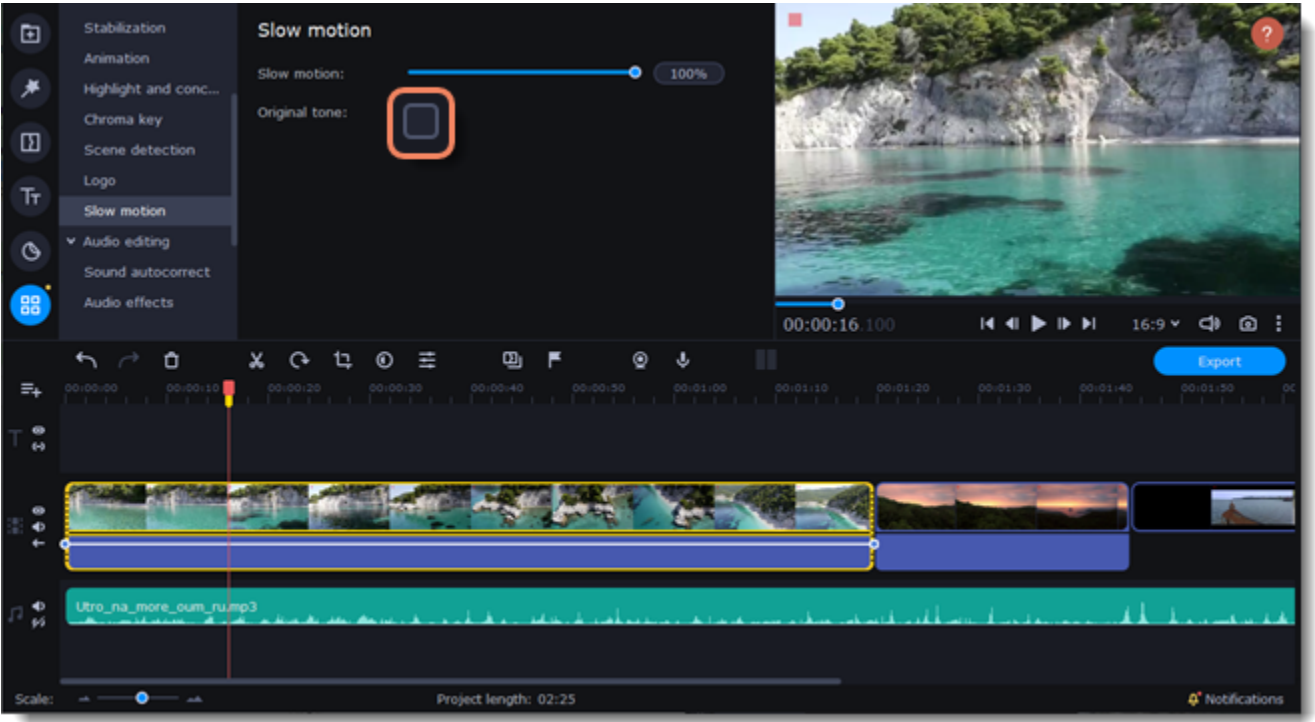 Stabilization
Animation
Highlight and conc...
Chroma key
Scene detection
Logo
Slow motion
Audio editing
Sound autocorrect
Audio effects
Slow motion
Slow motion:
100%
Original tone:
?
00:00:16.100
16:9
Export
00:00:00 00:00:10 00:00:20 00:00:30 00:00:40 00:00:50 00:01:00 00:01:10 00:01:20 00:01:30 00:01:40 00:01:50
Utro_na_more_oum_ru.mp3
Scale:
Project length: 02:25
Notifications